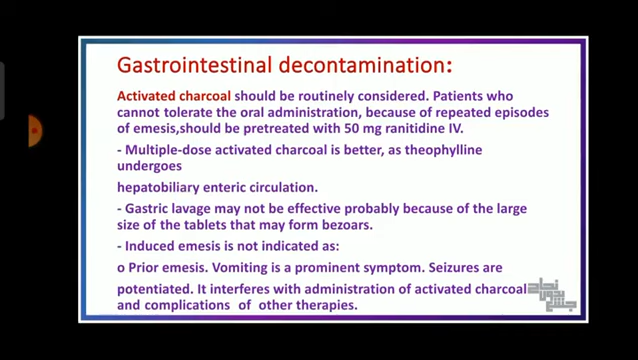 Gastrointestinal decontamination:
Activated charcoal should be routinely considered. Patients who
cannot tolerate the oral administration, because of repeated episodes
of emesis,should be pretreated with 50 mg ranitidine IV.
- Multiple-dose activated charcoal is better, as theophylline
undergoes
hepatobiliary enteric circulation.
- Gastric lavage may not be effective probably because of the large
size of the tablets that may form bezoars.
- Induced emesis is not indicated as:
o Prior emesis. Vomiting is a prominent symptom. Seizures are
potentiated. It interferes with administration of activated charcoal
and complications of other therapies.